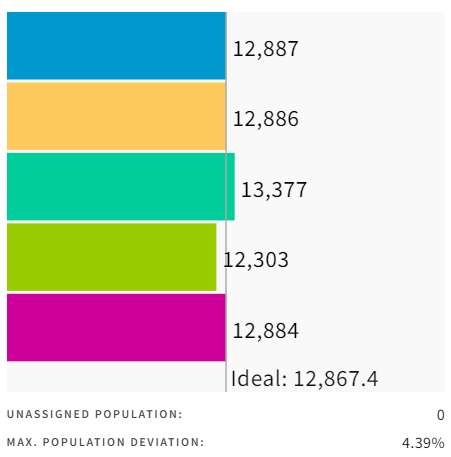 12,887
12,886
13,377
12,303
12,884
Ideal: 12,867.4
UNASSIGNED POPULATION: 0
MAX. POPULATION DEVIATION: 4.39%